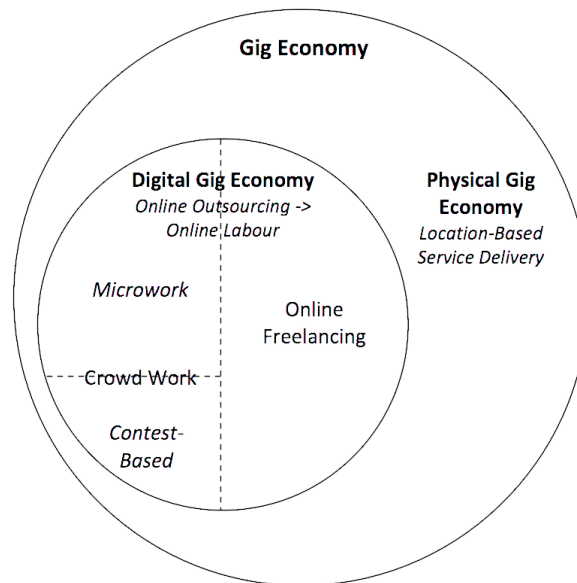 Gig Economy
Digital Gig Economy
Online Outsourcing ->
Online Labour
Physical Gig
Economy
Location-Based
Service Delivery
Microwork
Online
Freelancing
Crowd Work
Contest-
Based